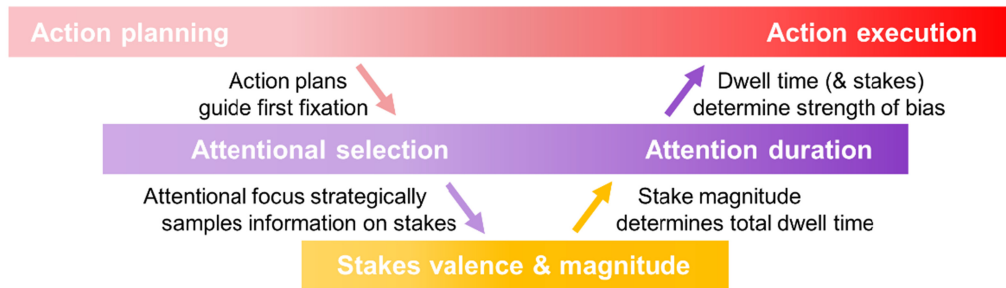 Action planning
Action execution
Action plans
guide first fixation
Dwell time (& stakes)
determine strength of bias
Attentional selection
Attention duration
Attentional focus strategically
samples information on stakes
Stake magnitude
determines total dwell time
Stakes valence & magnitude